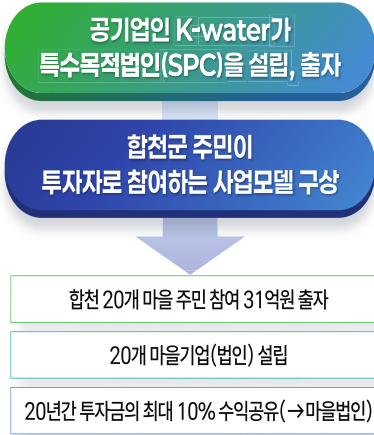 공기업인 K-water가
특수목적법인(SPC)을 설립, 출자
합천군 주민이
투자자로 참여하는 사업모델 구상
합천 20개 마을 주민 참여 31억원 출자
20개 마을기업(법인) 설립
20년간 투자금의 최대 10% 수익공유(→마을법인)